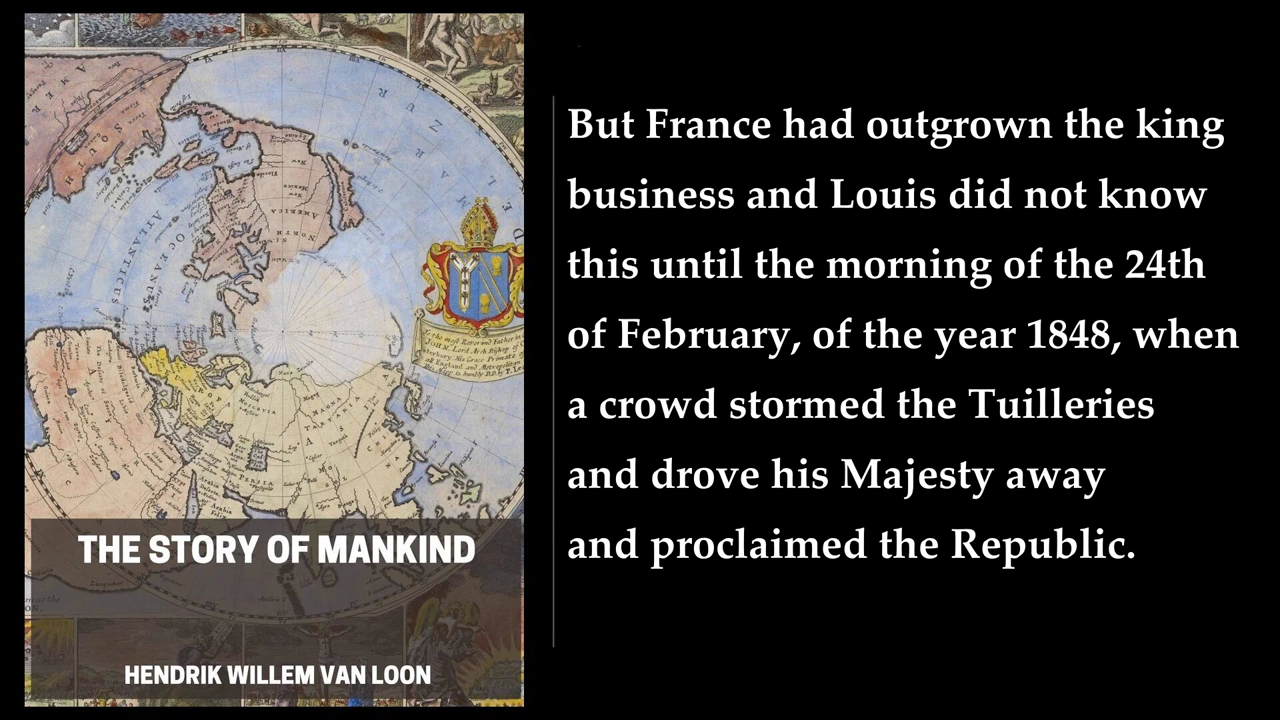 THE STORY OF MANKIND
HENDRIK WILLEM VAN LOON
But France had outgrown the king
business and Louis did not know
this until the morning of the 24th
of February, of the year 1848, when
a crowd stormed the Tuilleries
and drove his Majesty away
and proclaimed the Republic.